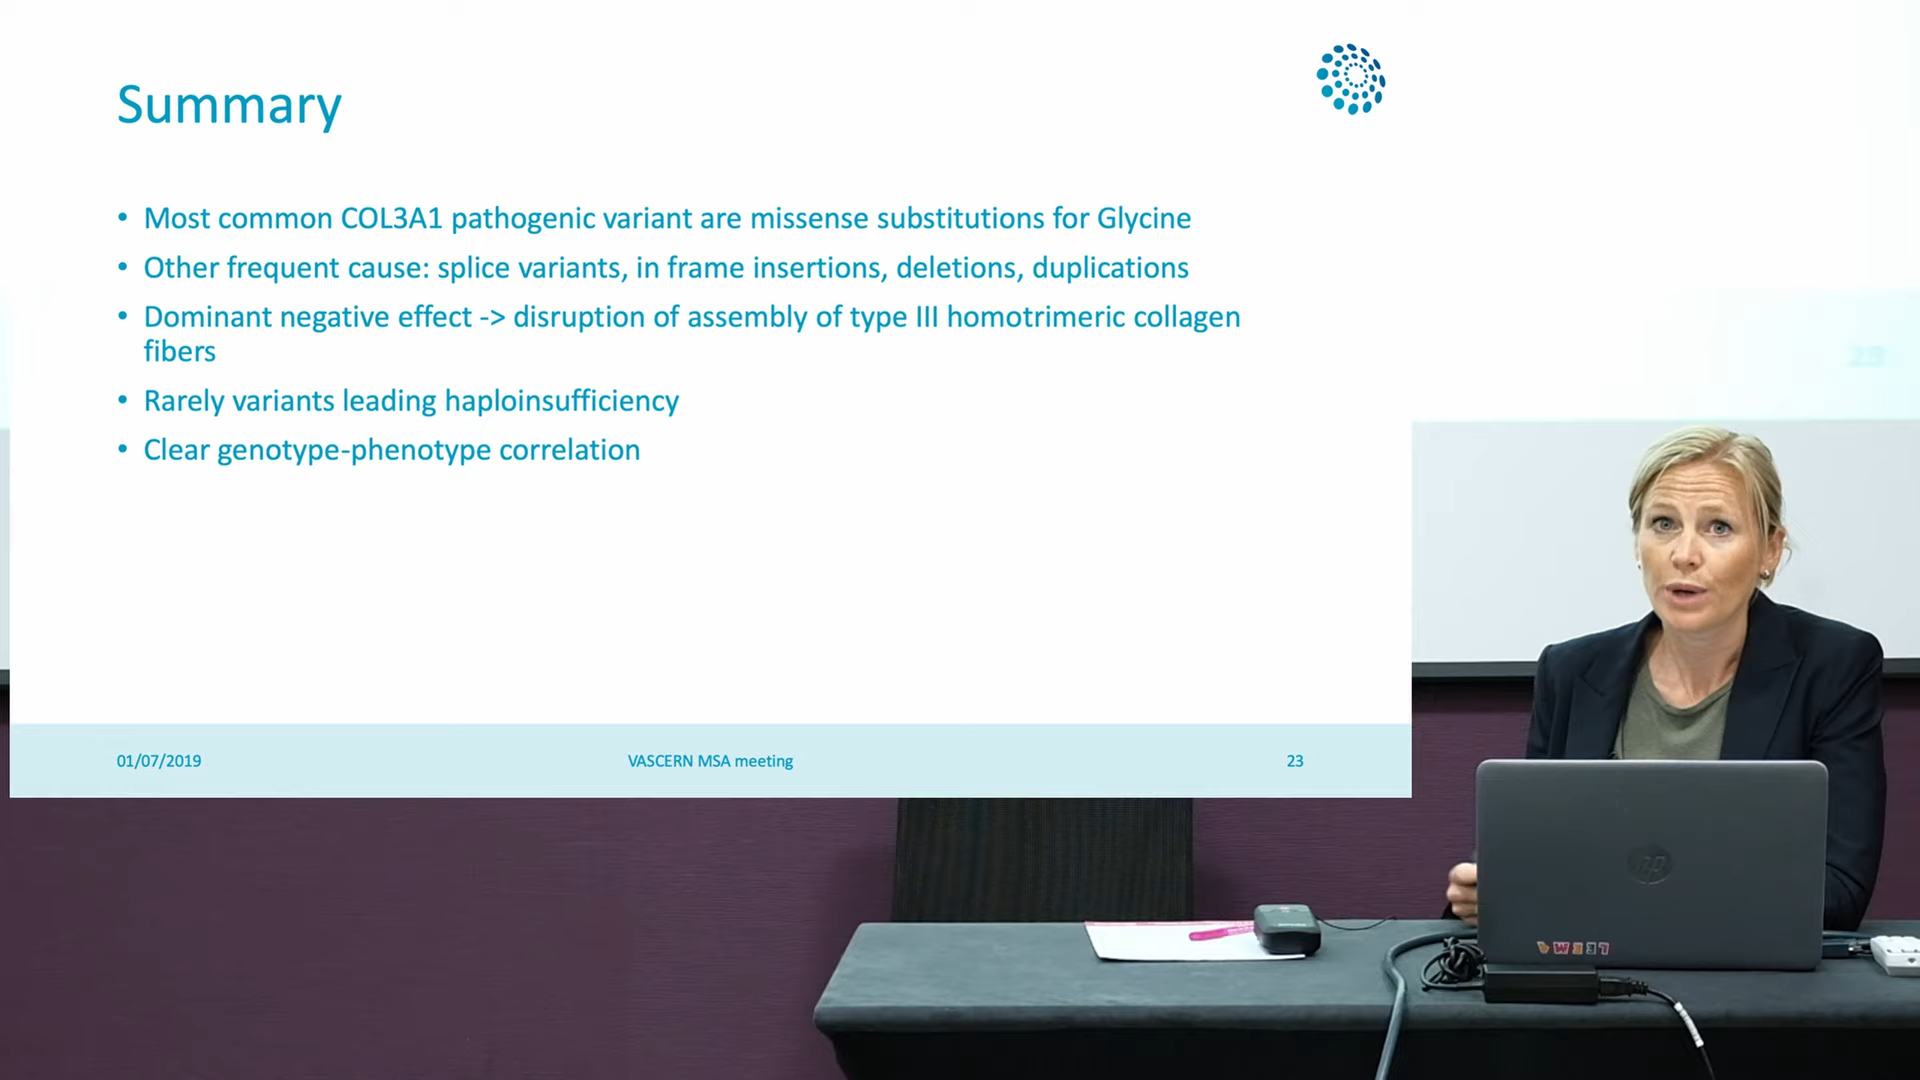 Summary
• Most common COL3A1 pathogenic variant are missense substitutions for Glycine
• Other frequent cause: splice variants, in frame insertions, deletions, duplications
• Dominant negative effect -> disruption of assembly of type III homotrimeric collagen
fibers
• Rarely variants leading haploinsufficiency
• Clear genotype-phenotype correlation
01/07/2019 VASCERN MSA meeting 23
23
hp